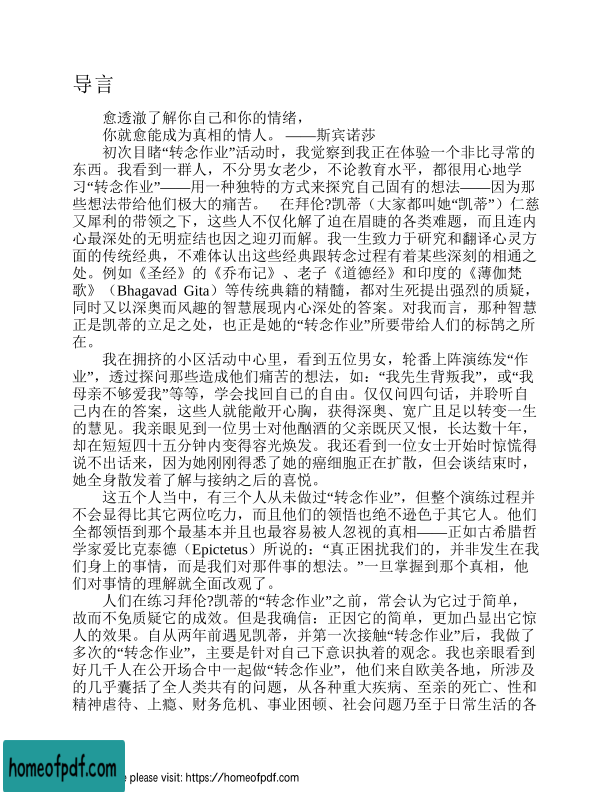 导言
愈透澈了解你自己和你的情绪，
你就愈能成为真相的情人。 ——斯宾诺莎
初次目睹“转念作业”活动时，我觉察到我正在体验一个非比寻常的
东西。我看到一群人，不分男女老少，不论教育水平，都很用心地学
习“转念作业”——用一种独特的方式来探究自己固有的想法——因为那
些想法带给他们极大的痛苦。 在拜伦?凯蒂（大家都叫她“凯蒂”）仁慈
又犀利的带领之下，这些人不仅化解了迫在眉睫的各类难题，而且连内
心最深处的无明症结也因之迎刃而解。我一生致力于研究和翻译心灵方
面的传统经典，不难体认出这些经典跟转念过程有着某些深刻的相通之
处。例如《圣经》的《乔布记》、老子《道德经》和印度的《薄伽梵
歌》（Bhagavad Gita）等传统典籍的精髓，都对生死提出强烈的质疑，
同时又以深奥而风趣的智慧展现内心深处的答案。对我而言，那种智慧
正是凯蒂的立足之处，也正是她的“转念作业”所要带给人们的标鹄之所
在。
我在拥挤的小区活动中心里，看到五位男女，轮番上阵演练发“作
业”，透过探问那些造成他们痛苦的想法，如：“我先生背叛我”，或“我
母亲不够爱我”等等，学会找回自己的自由。仅仅问四句话，并聆听自
己内在的答案，这些人就能敞开心胸，获得深奥、宽广且足以转变一生
的慧见。我亲眼见到一位男士对他酗酒的父亲既厌又恨，长达数十年，
却在短短四十五分钟内变得容光焕发。我还看到一位女士开始时惊慌得
说不出话来，因为她刚刚得悉了她的癌细胞正在扩散，但会谈结束时，
她全身散发着了解与接纳之后的喜悦。
这五个人当中，有三个人从未做过“转念作业”，但整个演练过程并
不会显得比其它两位吃力，而且他们的领悟也绝不逊色于其它人。他们
全都领悟到那个最基本并且也最容易被人忽视的真相——正如古希腊哲
学家爱比克泰德（Epictetus）所说的：“真正困扰我们的，并非发生在我
们身上的事情，而是我们对那件事的想法。”一旦掌握到那个真相，他
们对事情的理解就全面改观了。
人们在练习拜伦?凯蒂的“转念作业”之前，常会认为它过于简单，
故而不免质疑它的成效。但是我确信：正因它的简单，更加凸显出它惊
人的效果。自从两年前遇见凯蒂，并第一次接触“转念作业”后，我做了
多次的“转念作业”，主要是针对自己下意识执着的观念。我也亲眼看到
好几千人在公开场合中一起做“转念作业”，他们来自欧美各地，所涉及
的几乎囊括了全人类共有的问题，从各种重大疾病、至亲的死亡、性和
精神虐待、上瘾、财务危机、事业困顿、社会问题乃至于日常生活的各
homeofpdf.com
e please visit: https://homeofpdf.com